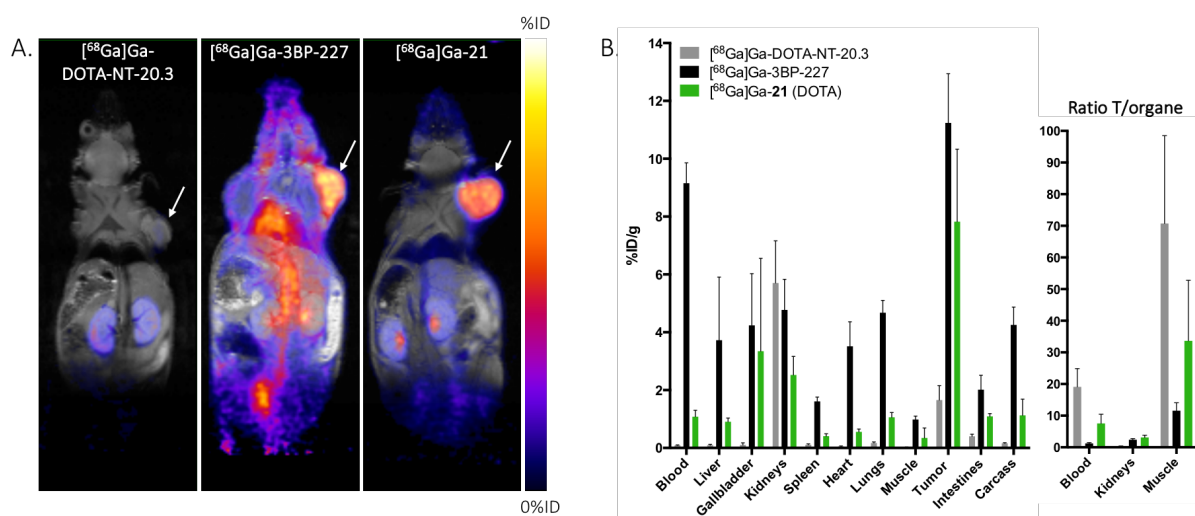 A.
%ID
[⁶⁸Ga]Ga-
DOTA-NT-20.3
[⁶⁸Ga]Ga-3BP-227
[⁶⁸Ga]Ga-21
0%ID
B.
[⁶⁸Ga]Ga-DOTA-NT-20.3
[⁶⁸Ga]Ga-3BP-227
[⁶⁸Ga]Ga-21 (DOTA)
%ID/g
14
12
10
8
6
4
2
0
Blood
Liver
Gallbladder
Kidneys
Spleen
Heart
Lungs
Muscle
Tumor
Intestines
Carcass
Ratio T/organe
100
90
80
70
60
50
40
30
20
10
0
Blood
Kidneys
Muscle